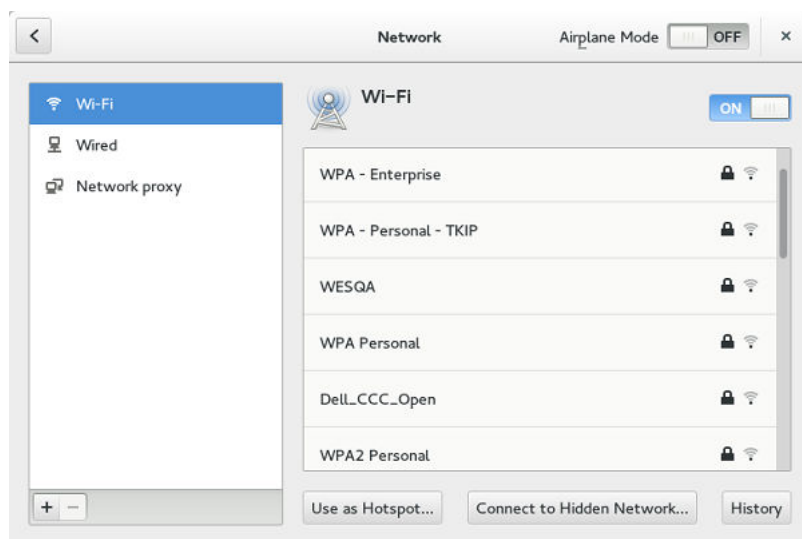 Network
Airplane Mode OFF
Wi-Fi
Wired
Network proxy
Wi-Fi
ON
WPA - Enterprise
WPA - Personal - TKIP
WESQA
WPA Personal
Dell_CCC_Open
WPA2 Personal
Use as Hotspot... Connect to Hidden Network... History